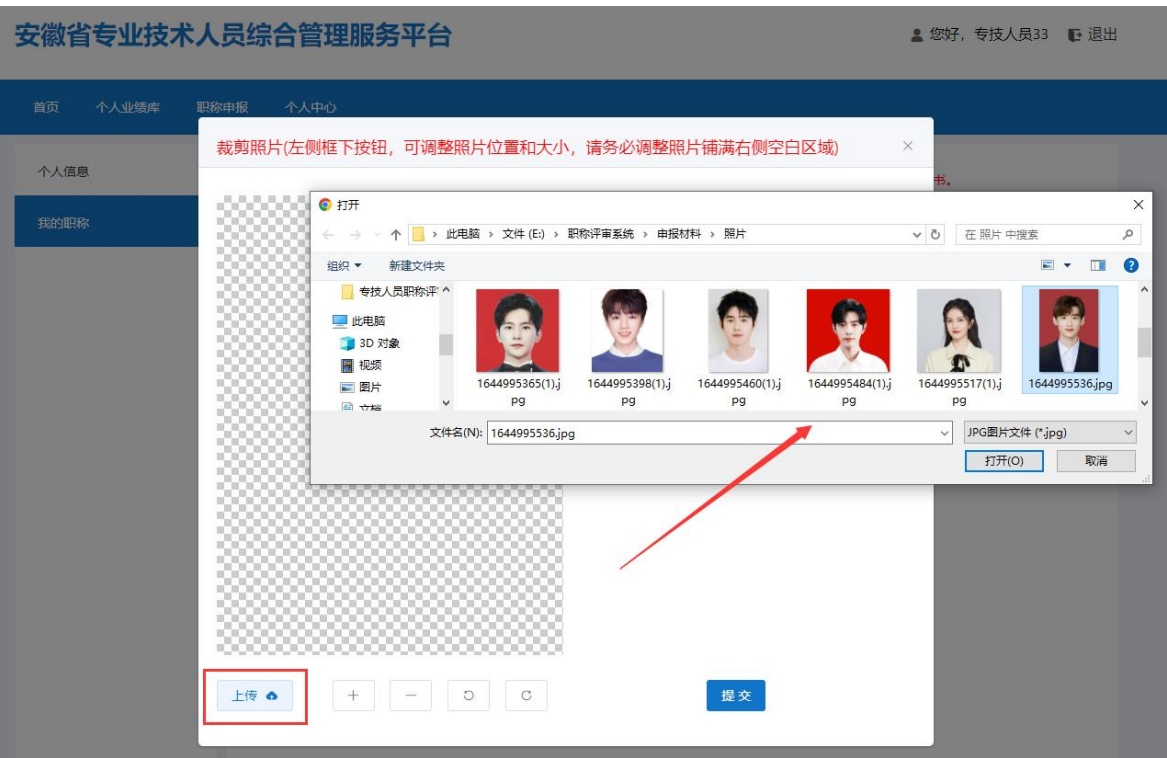 安徽省专业技术人员综合管理服务平台
您好，专技人员33 退出
首页 个人业绩库 职称申报 个人中心
裁剪照片(左侧框下按钮，可调整照片位置和大小，请务必调整照片铺满右侧空白区域) ×
个人信息
书。
我的职称
打开
此电脑 › 文件 (E:) › 职称评审系统 › 申报材料 › 照片
在 照片 中搜索
组织 新建文件夹
专技人员职称评
此电脑
3D 对象
视频
图片
文档
1644995365(1).jpg
1644995398(1).jpg
1644995460(1).jpg
1644995484(1).jpg
1644995517(1).jpg
1644995536.jpg
文件名(N): 1644995536.jpg
JPG图片文件 (*.jpg)
打开(O) 取消
上传 + − 提交